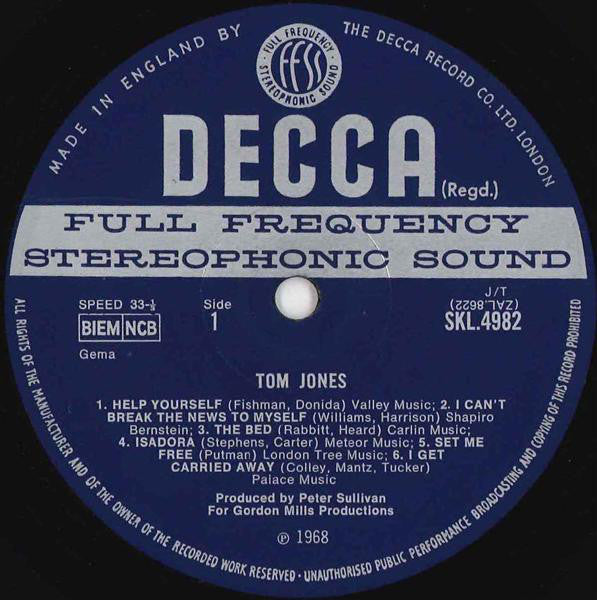 MADE IN ENGLAND BY
THE DECCA RECORD CO. LTD. LONDON
FULL FREQUENCY
FFSS
STEREOPHONIC SOUND
DECCA
(Regd.)
FULL FREQUENCY
STEREOPHONIC SOUND
SPEED 33-⅓
Side
1
BIEM NCB
Gema
J/T
(ZAL.8622)
SKL.4982
TOM JONES
1. HELP YOURSELF (Fishman, Donida) Valley Music; 2. I CAN'T
BREAK THE NEWS TO MYSELF (Williams, Harrison) Shapiro
Bernstein; 3. THE BED (Rabbitt, Heard) Carlin Music;
4. ISADORA (Stephens, Carter) Meteor Music; 5. SET ME
FREE (Putman) London Tree Music; 6. I GET
CARRIED AWAY (Colley, Mantz, Tucker)
Palace Music
Produced by Peter Sullivan
For Gordon Mills Productions
℗ 1968
ALL RIGHTS OF THE MANUFACTURER AND OF THE OWNER OF THE RECORDED WORK RESERVED · UNAUTHORISED PUBLIC PERFORMANCE BROADCASTING AND COPYING OF THIS RECORD PROHIBITED